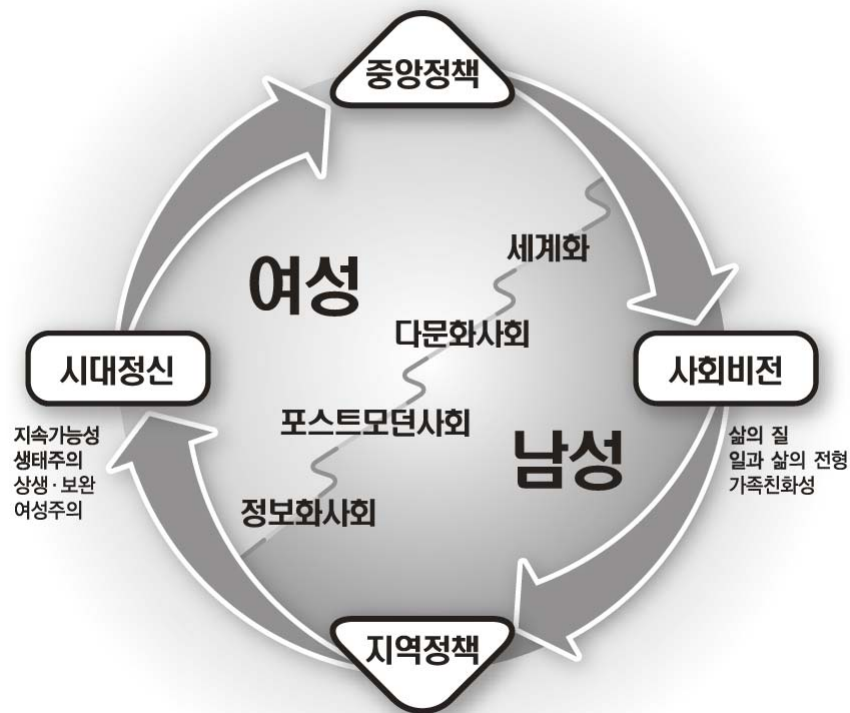 중앙정책
세계화
여성
다문화사회
시대정신
사회비전
지속가능성
생태주의
상생·보완
여성주의
포스트모던사회
남성
삶의 질
일과 삶의 전형
가족친화성
정보화사회
지역정책